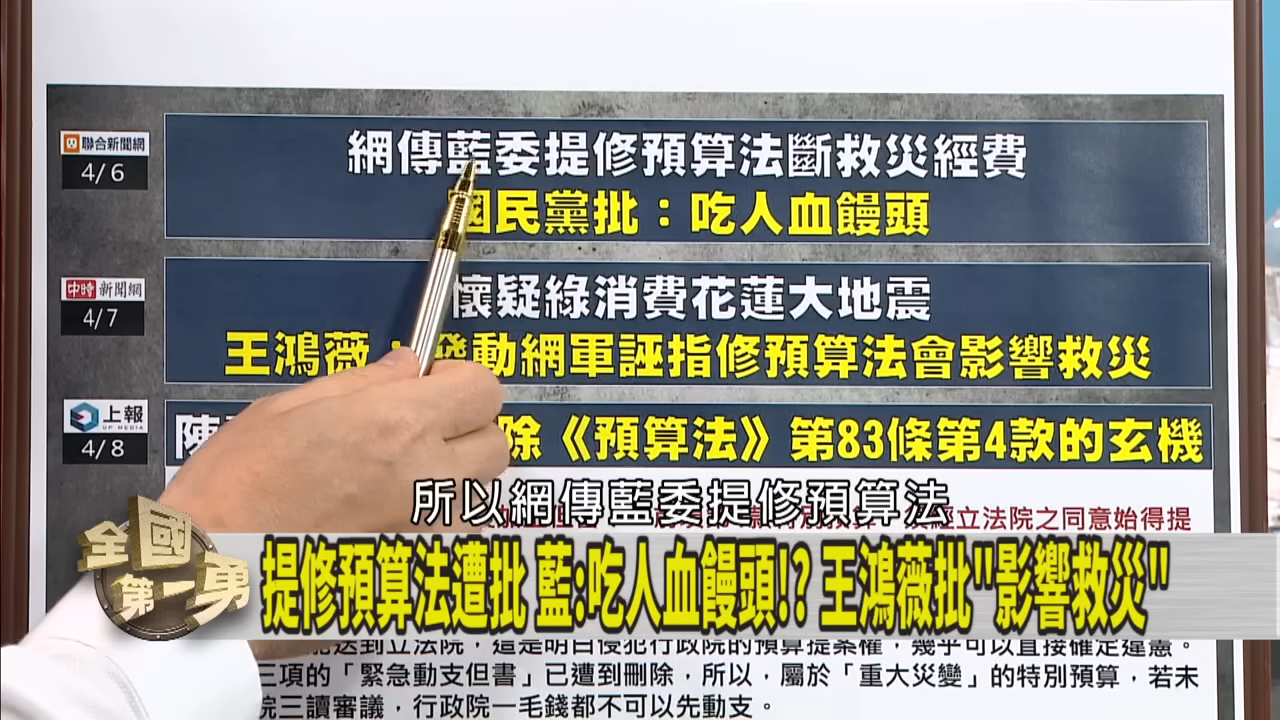 聯合新聞網
4/6
網傳藍委提修預算法斷救災經費
國民黨批：吃人血饅頭
中時新聞網
4/7
懷疑綠消費花蓮大地震
王鴻薇：發動網軍誣指修預算法會影響救災
上報
UP MEDIA
4/8
陳 除《預算法》第83條第4款的玄機
立法院之同意始得提
所以網傳藍委提修預算法
全國第一勇
提修預算法遭批 藍:吃人血饅頭!? 王鴻薇批"影響救災"
送到立法院，這是明白侵犯行政院的預算提案權，幾乎可以直接確定違憲。
三項的「緊急動支但書」已遭到刪除，所以，屬於「重大災變」的特別預算，若未
院三讀審議，行政院一毛錢都不可以先動支。